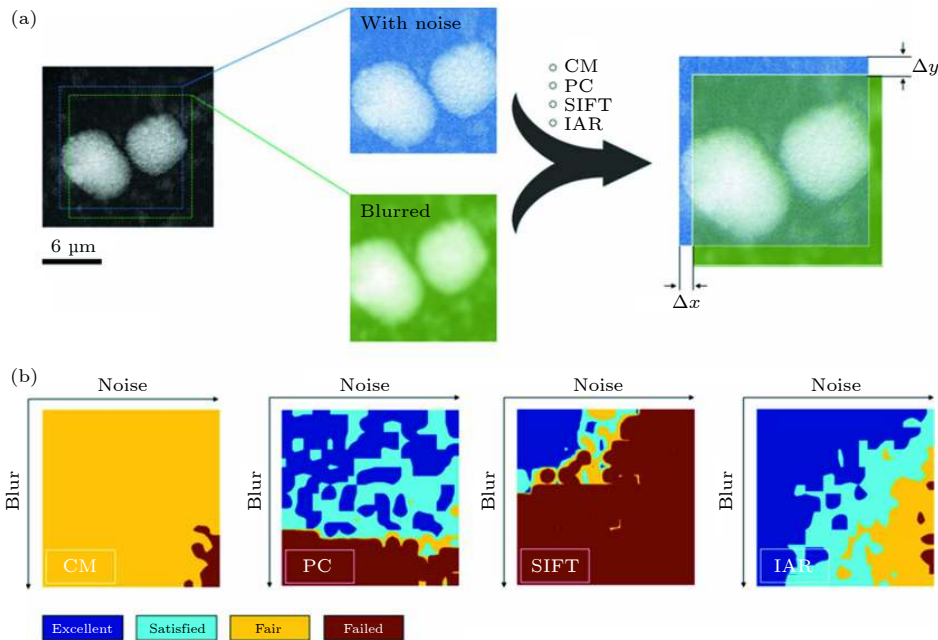 (a)
With noise
CM
PC
SIFT
IAR
Δy
Blurred
6 µm
Δx
(b)
Noise
Noise
Noise
Noise
Blur
Blur
Blur
Blur
CM
PC
SIFT
IAR
Excellent
Satisfied
Fair
Failed